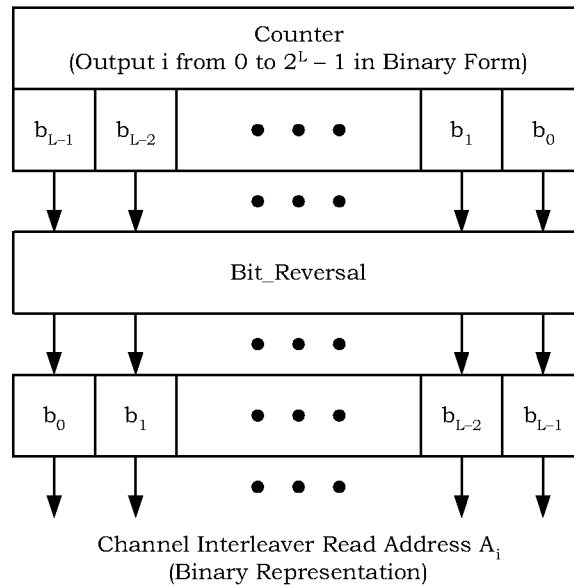 Counter
(Output i from 0 to 2^L – 1 in Binary Form)
b_{L–1} b_{L–2} • • • b_1 b_0
• • •
Bit_Reversal
• • •
b_0 b_1 • • • b_{L–2} b_{L–1}
• • •
Channel Interleaver Read Address A_i
(Binary Representation)